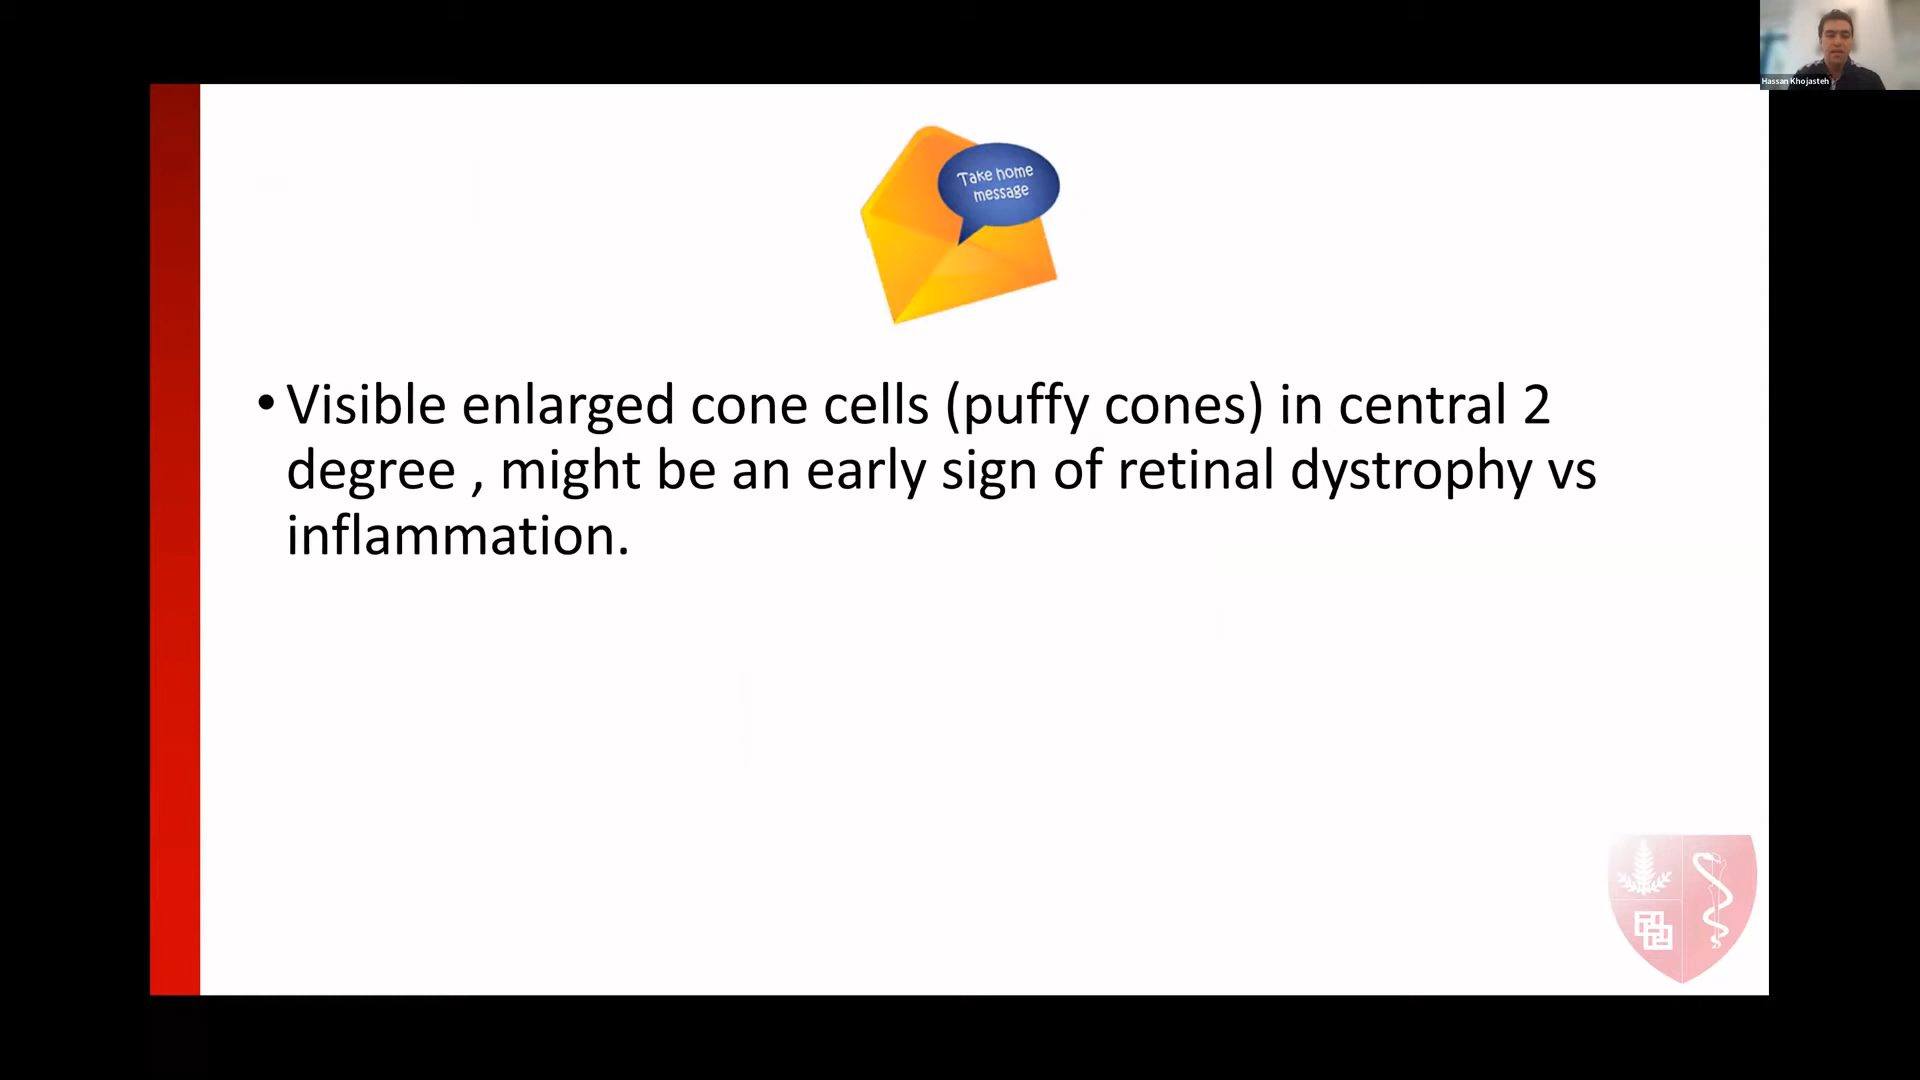 Hassan Khojasteh
Take home
message
• Visible enlarged cone cells (puffy cones) in central 2
degree , might be an early sign of retinal dystrophy vs
inflammation.